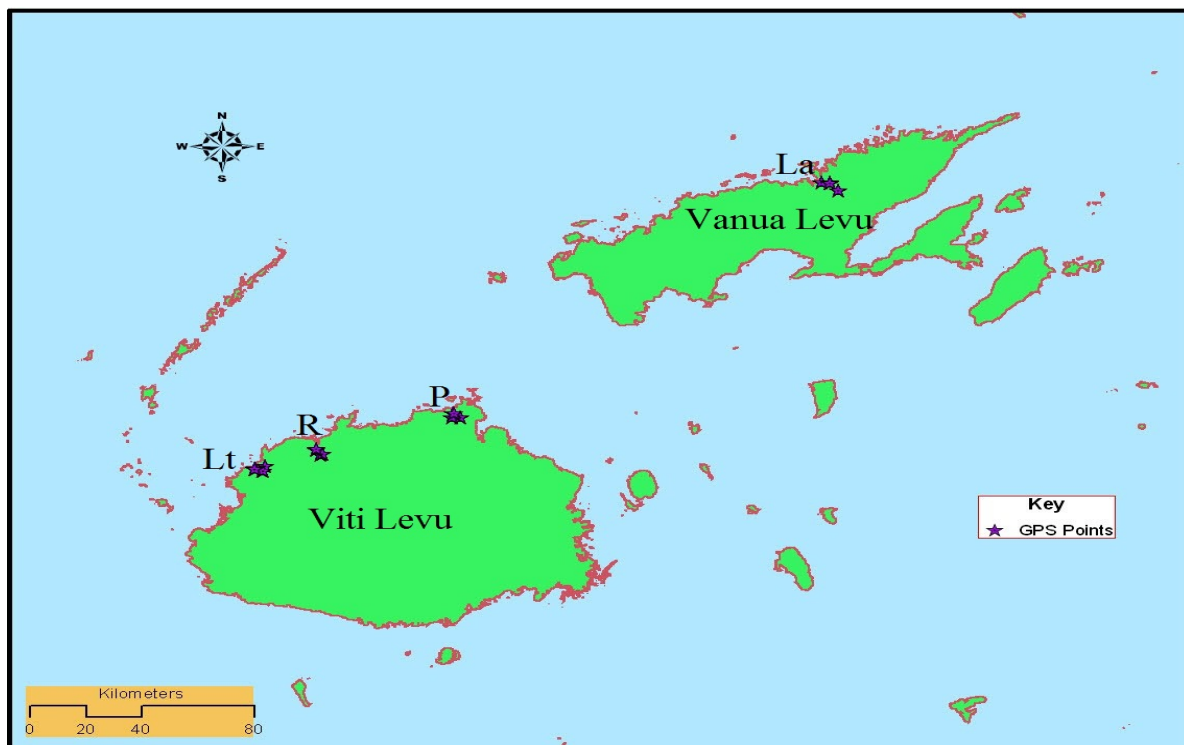 N
W E
S
La
Vanua Levu
P
R
Lt
Viti Levu
Key
GPS Points
Kilometers
0 20 40 80